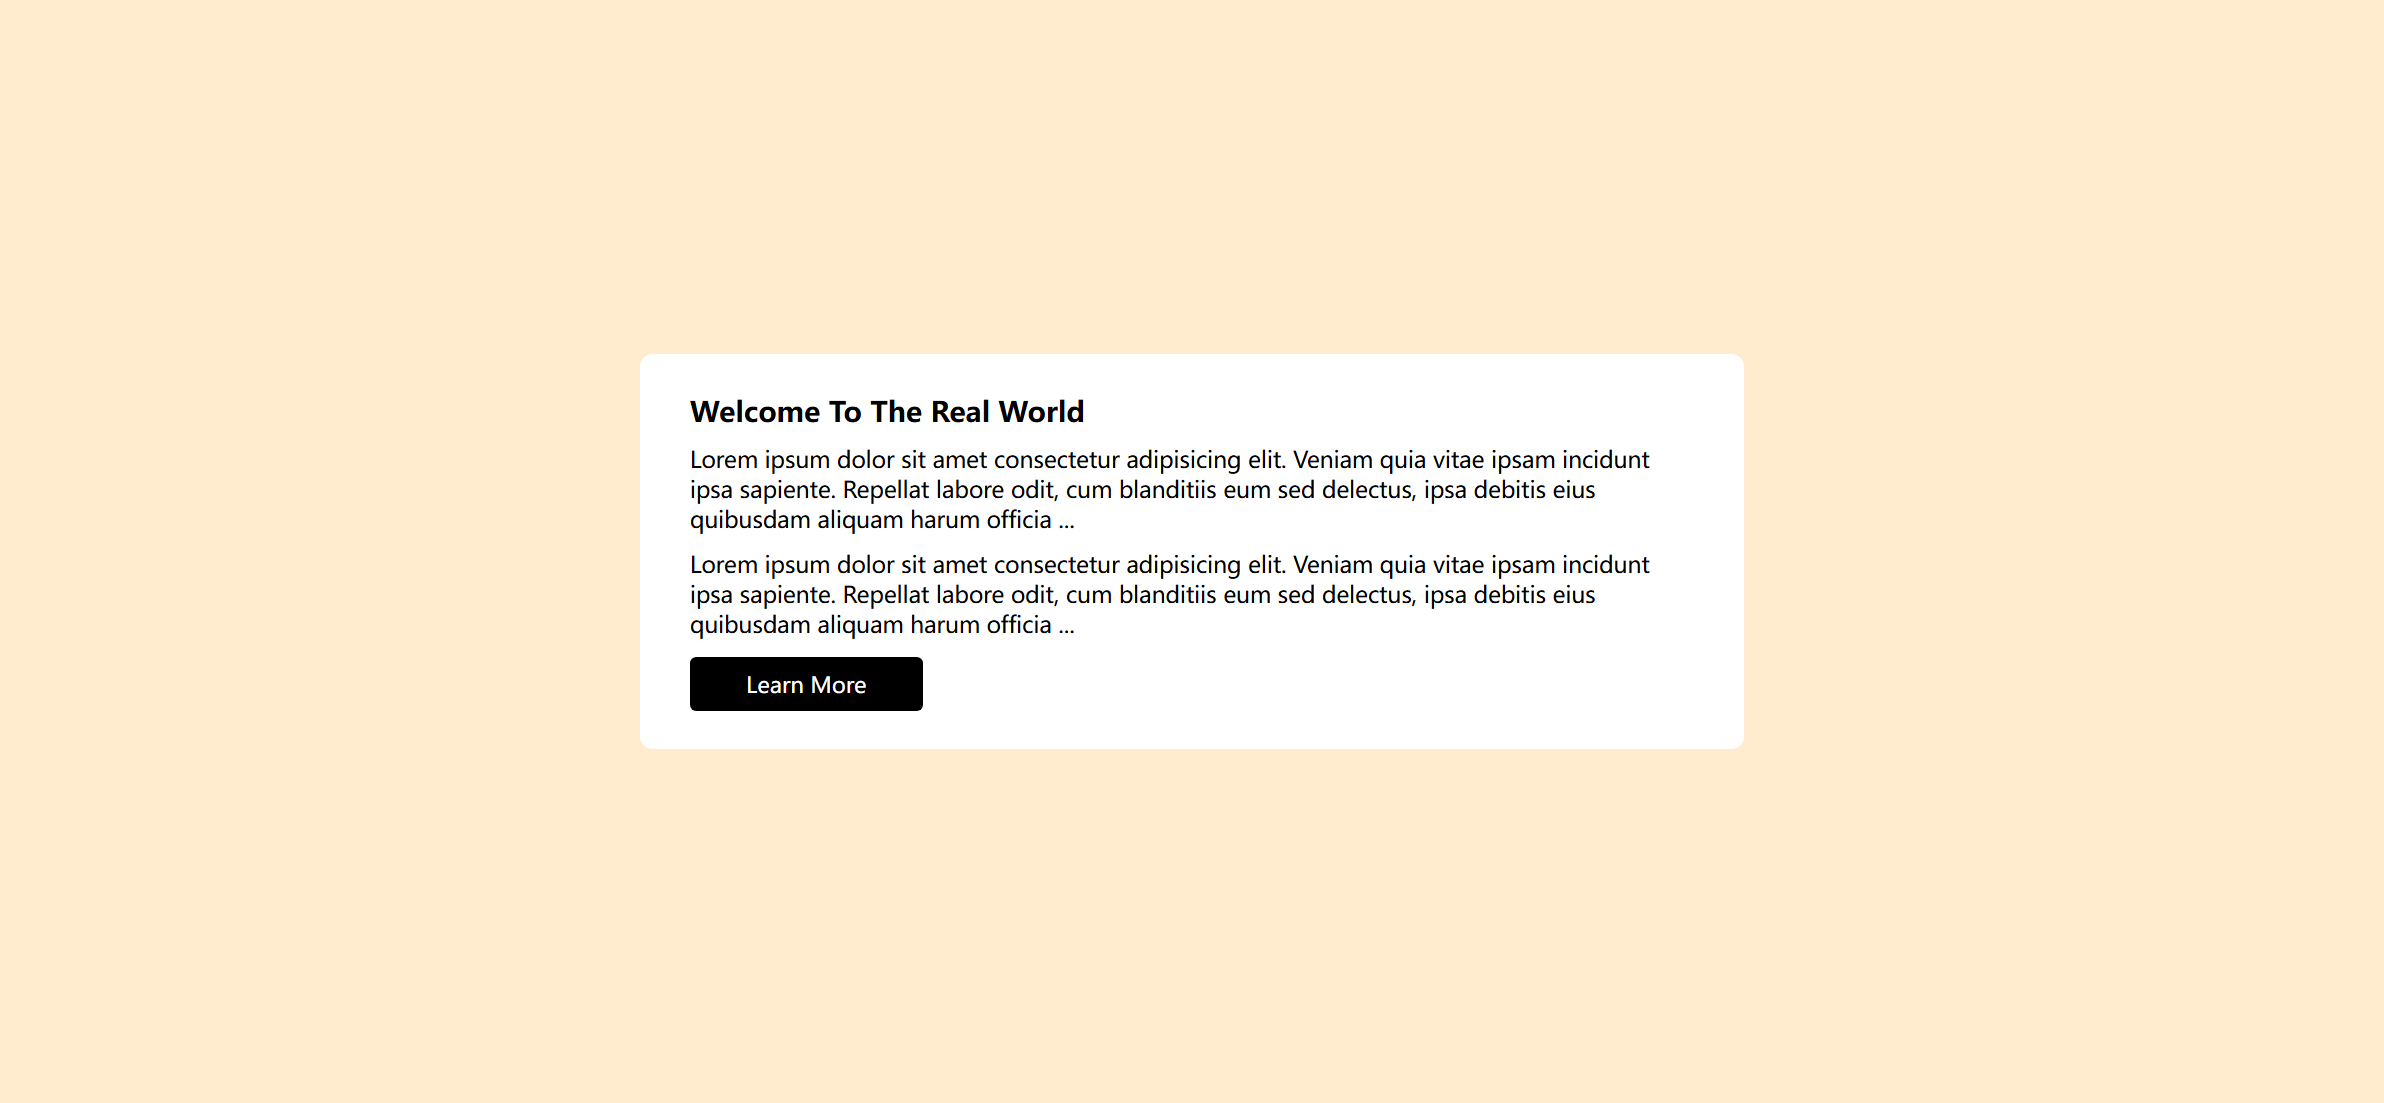 Welcome To The Real World
Lorem ipsum dolor sit amet consectetur adipisicing elit. Veniam quia vitae ipsam incidunt
ipsa sapiente. Repellat labore odit, cum blanditiis eum sed delectus, ipsa debitis eius
quibusdam aliquam harum officia ...
Lorem ipsum dolor sit amet consectetur adipisicing elit. Veniam quia vitae ipsam incidunt
ipsa sapiente. Repellat labore odit, cum blanditiis eum sed delectus, ipsa debitis eius
quibusdam aliquam harum officia ...
Learn More